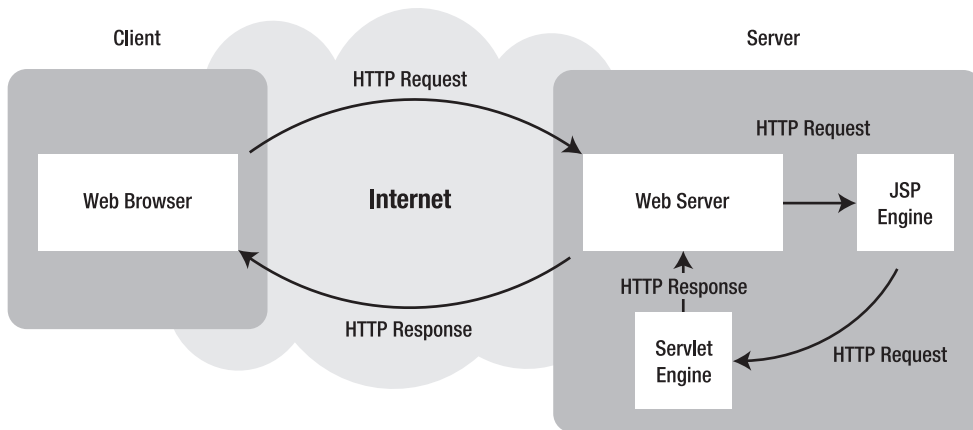 Client
Server
HTTP Request
HTTP Request
Web Browser
Internet
Web Server
JSP
Engine
HTTP Response
HTTP Response
Servlet
Engine
HTTP Request